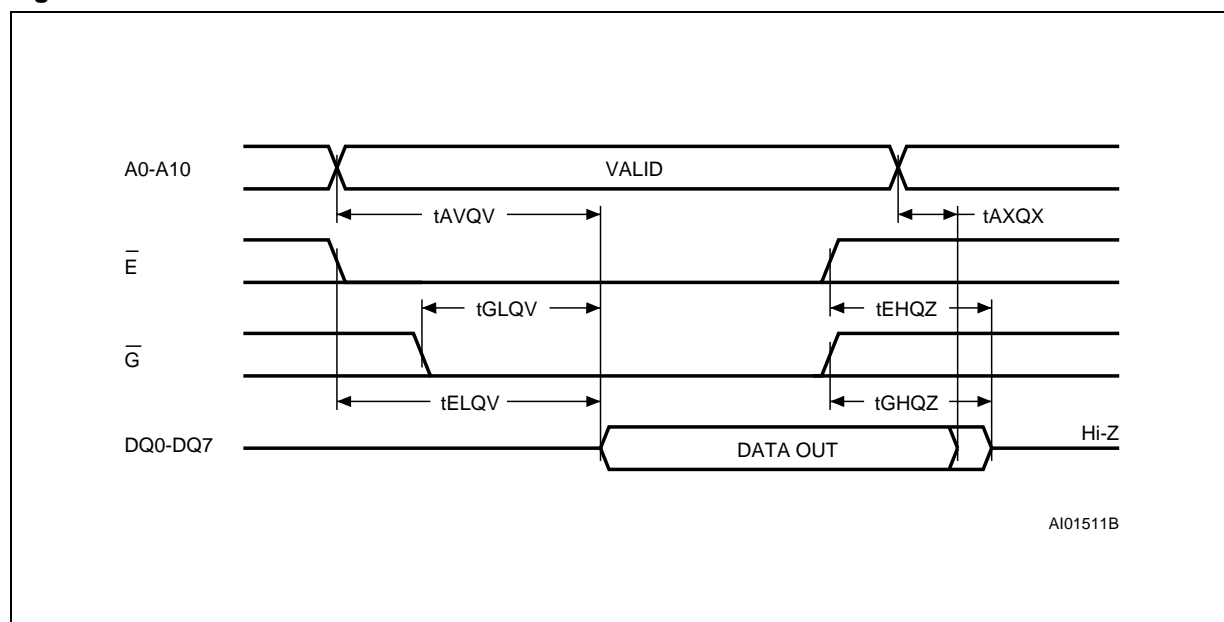 A0-A10
VALID
tAVQV
tAXQX
E
tGLQV
tEHQZ
G
tELQV
tGHQZ
DQ0-DQ7
DATA OUT
Hi-Z
AI01511B